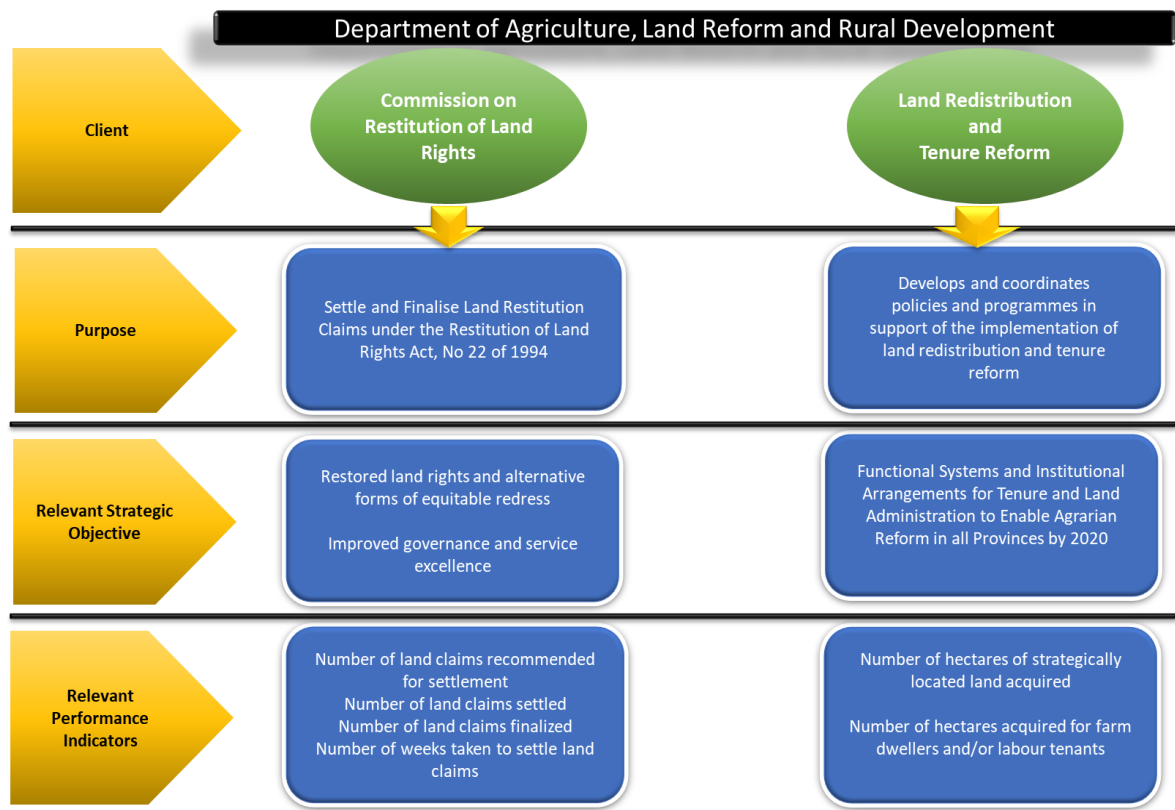 Department of Agriculture, Land Reform and Rural Development
Client
Commission on
Restitution of Land
Rights
Land Redistribution
and
Tenure Reform
Purpose
Settle and Finalise Land Restitution
Claims under the Restitution of Land
Rights Act, No 22 of 1994
Develops and coordinates
policies and programmes in
support of the implementation of
land redistribution and tenure
reform
Relevant Strategic
Objective
Restored land rights and alternative
forms of equitable redress
Improved governance and service
excellence
Functional Systems and Institutional
Arrangements for Tenure and Land
Administration to Enable Agrarian
Reform in all Provinces by 2020
Relevant
Performance
Indicators
Number of land claims recommended
for settlement
Number of land claims settled
Number of land claims finalized
Number of weeks taken to settle land
claims
Number of hectares of strategically
located land acquired
Number of hectares acquired for farm
dwellers and/or labour tenants